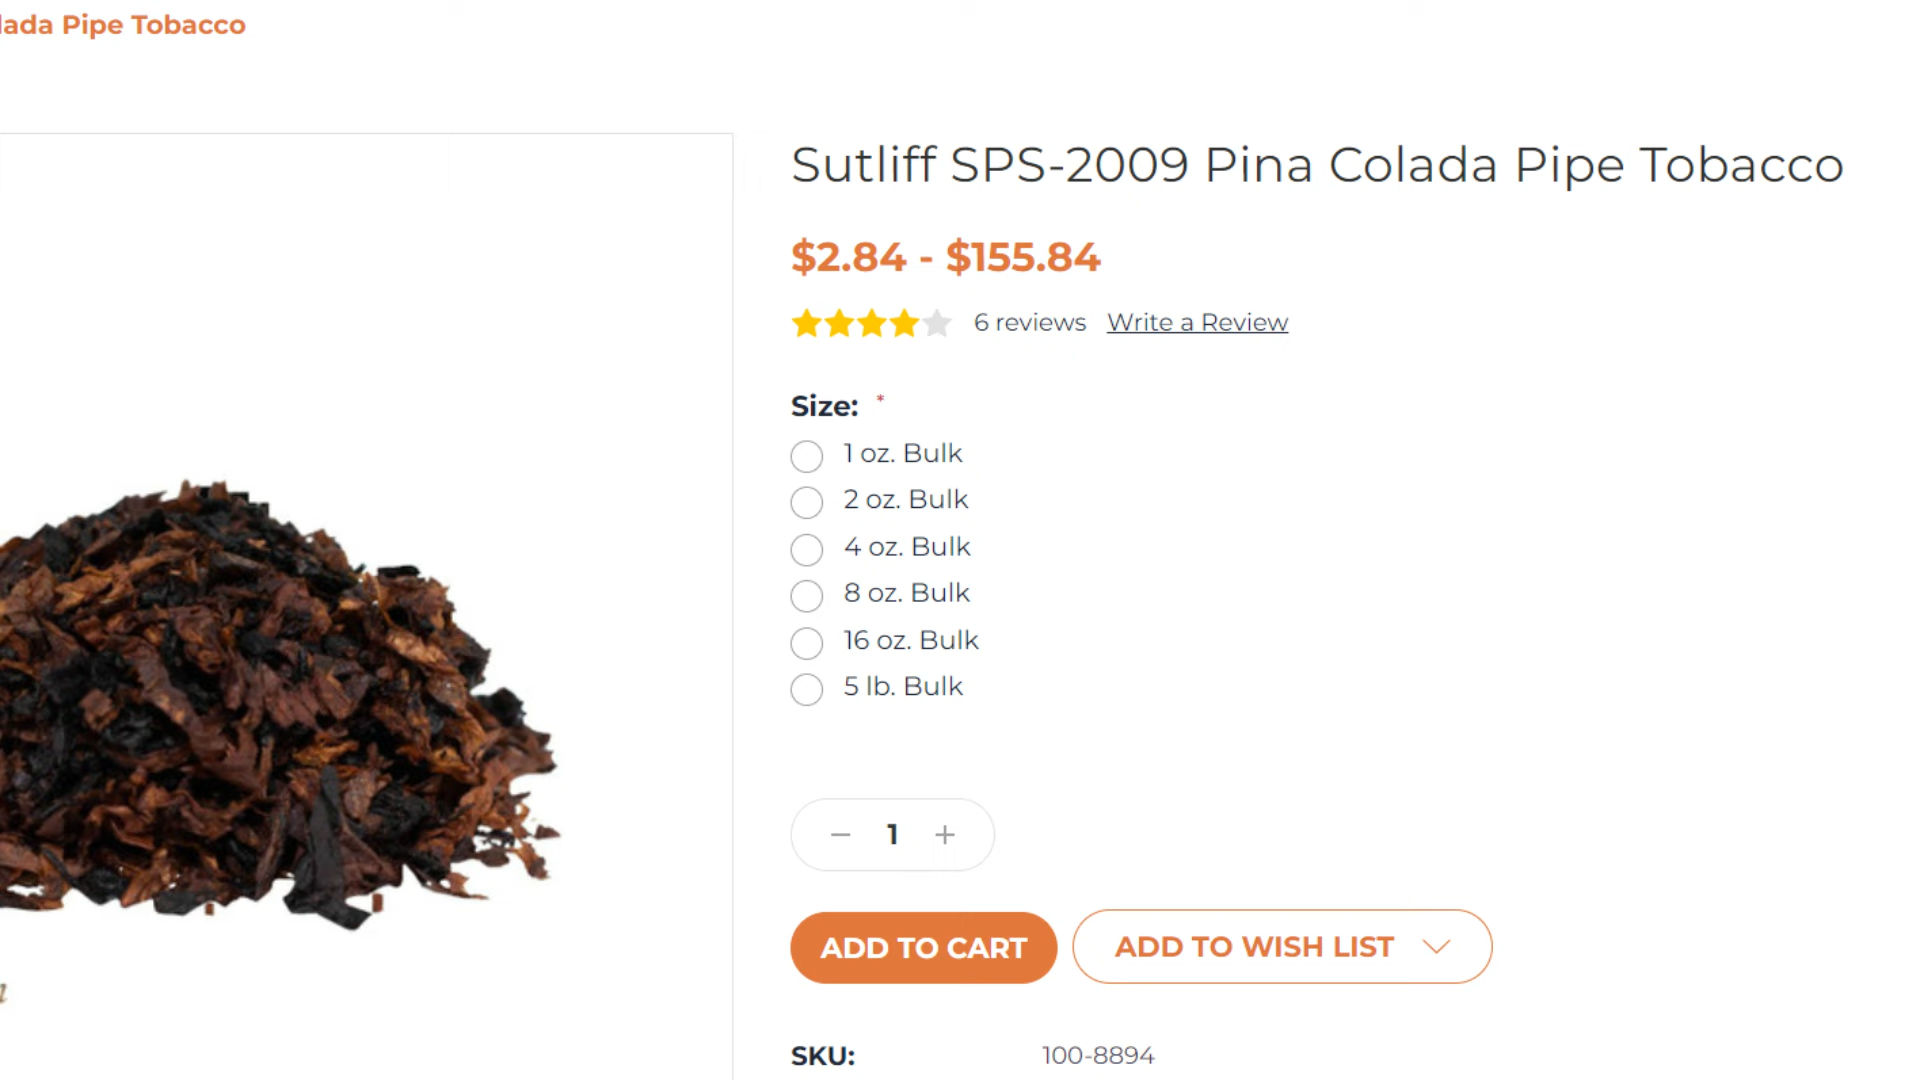 lada Pipe Tobacco
Sutliff SPS-2009 Pina Colada Pipe Tobacco
$2.84 - $155.84
6 reviews Write a Review
Size: *
1 oz. Bulk
2 oz. Bulk
4 oz. Bulk
8 oz. Bulk
16 oz. Bulk
5 lb. Bulk
− 1 +
ADD TO CART ADD TO WISH LIST
SKU: 100-8894